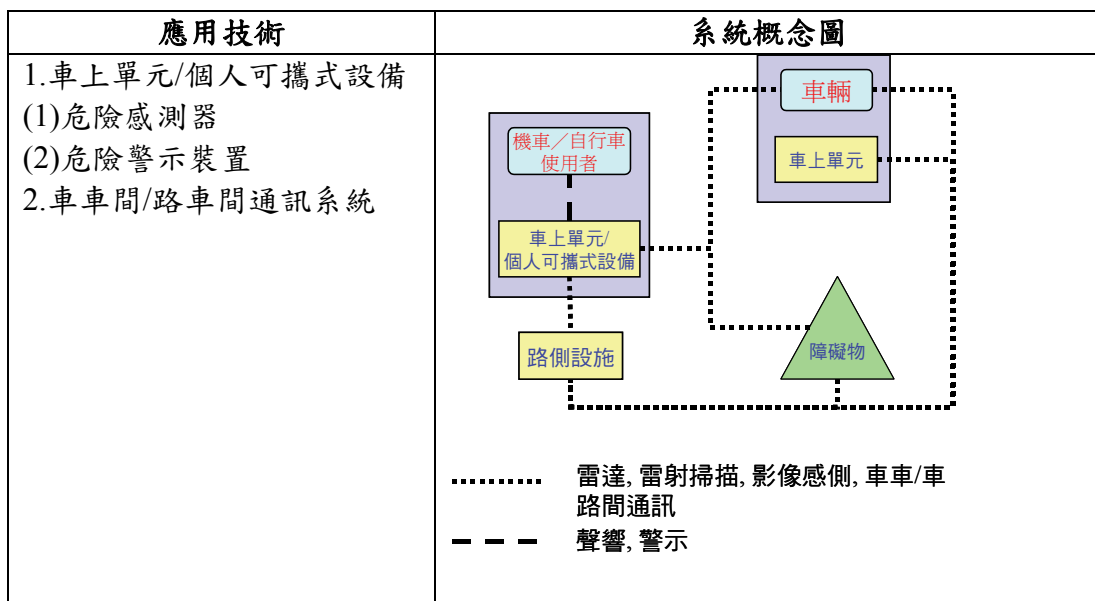 應用技術
系統概念圖
1.車上單元/個人可攜式設備
(1)危險感測器
(2)危險警示裝置
2.車車間/路車間通訊系統
車輛
車上單元
機車／自行車
使用者
車上單元/
個人可攜式設備
路側設施
障礙物
雷達, 雷射掃描, 影像感側, 車車/車
路間通訊
聲響, 警示